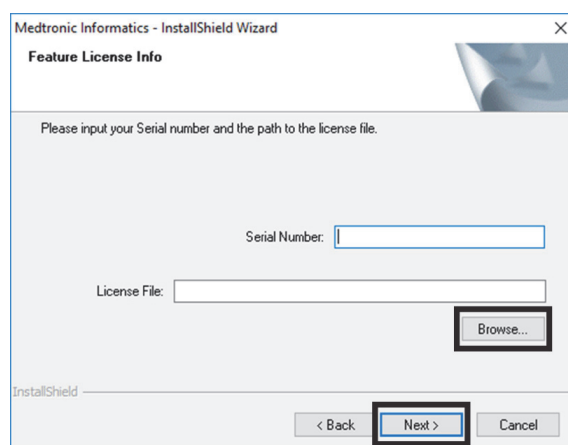 Medtronic Informatics - InstallShield Wizard
Feature License Info
Please input your Serial number and the path to the license file.
Serial Number:
License File:
Browse...
InstallShield
< Back Next > Cancel